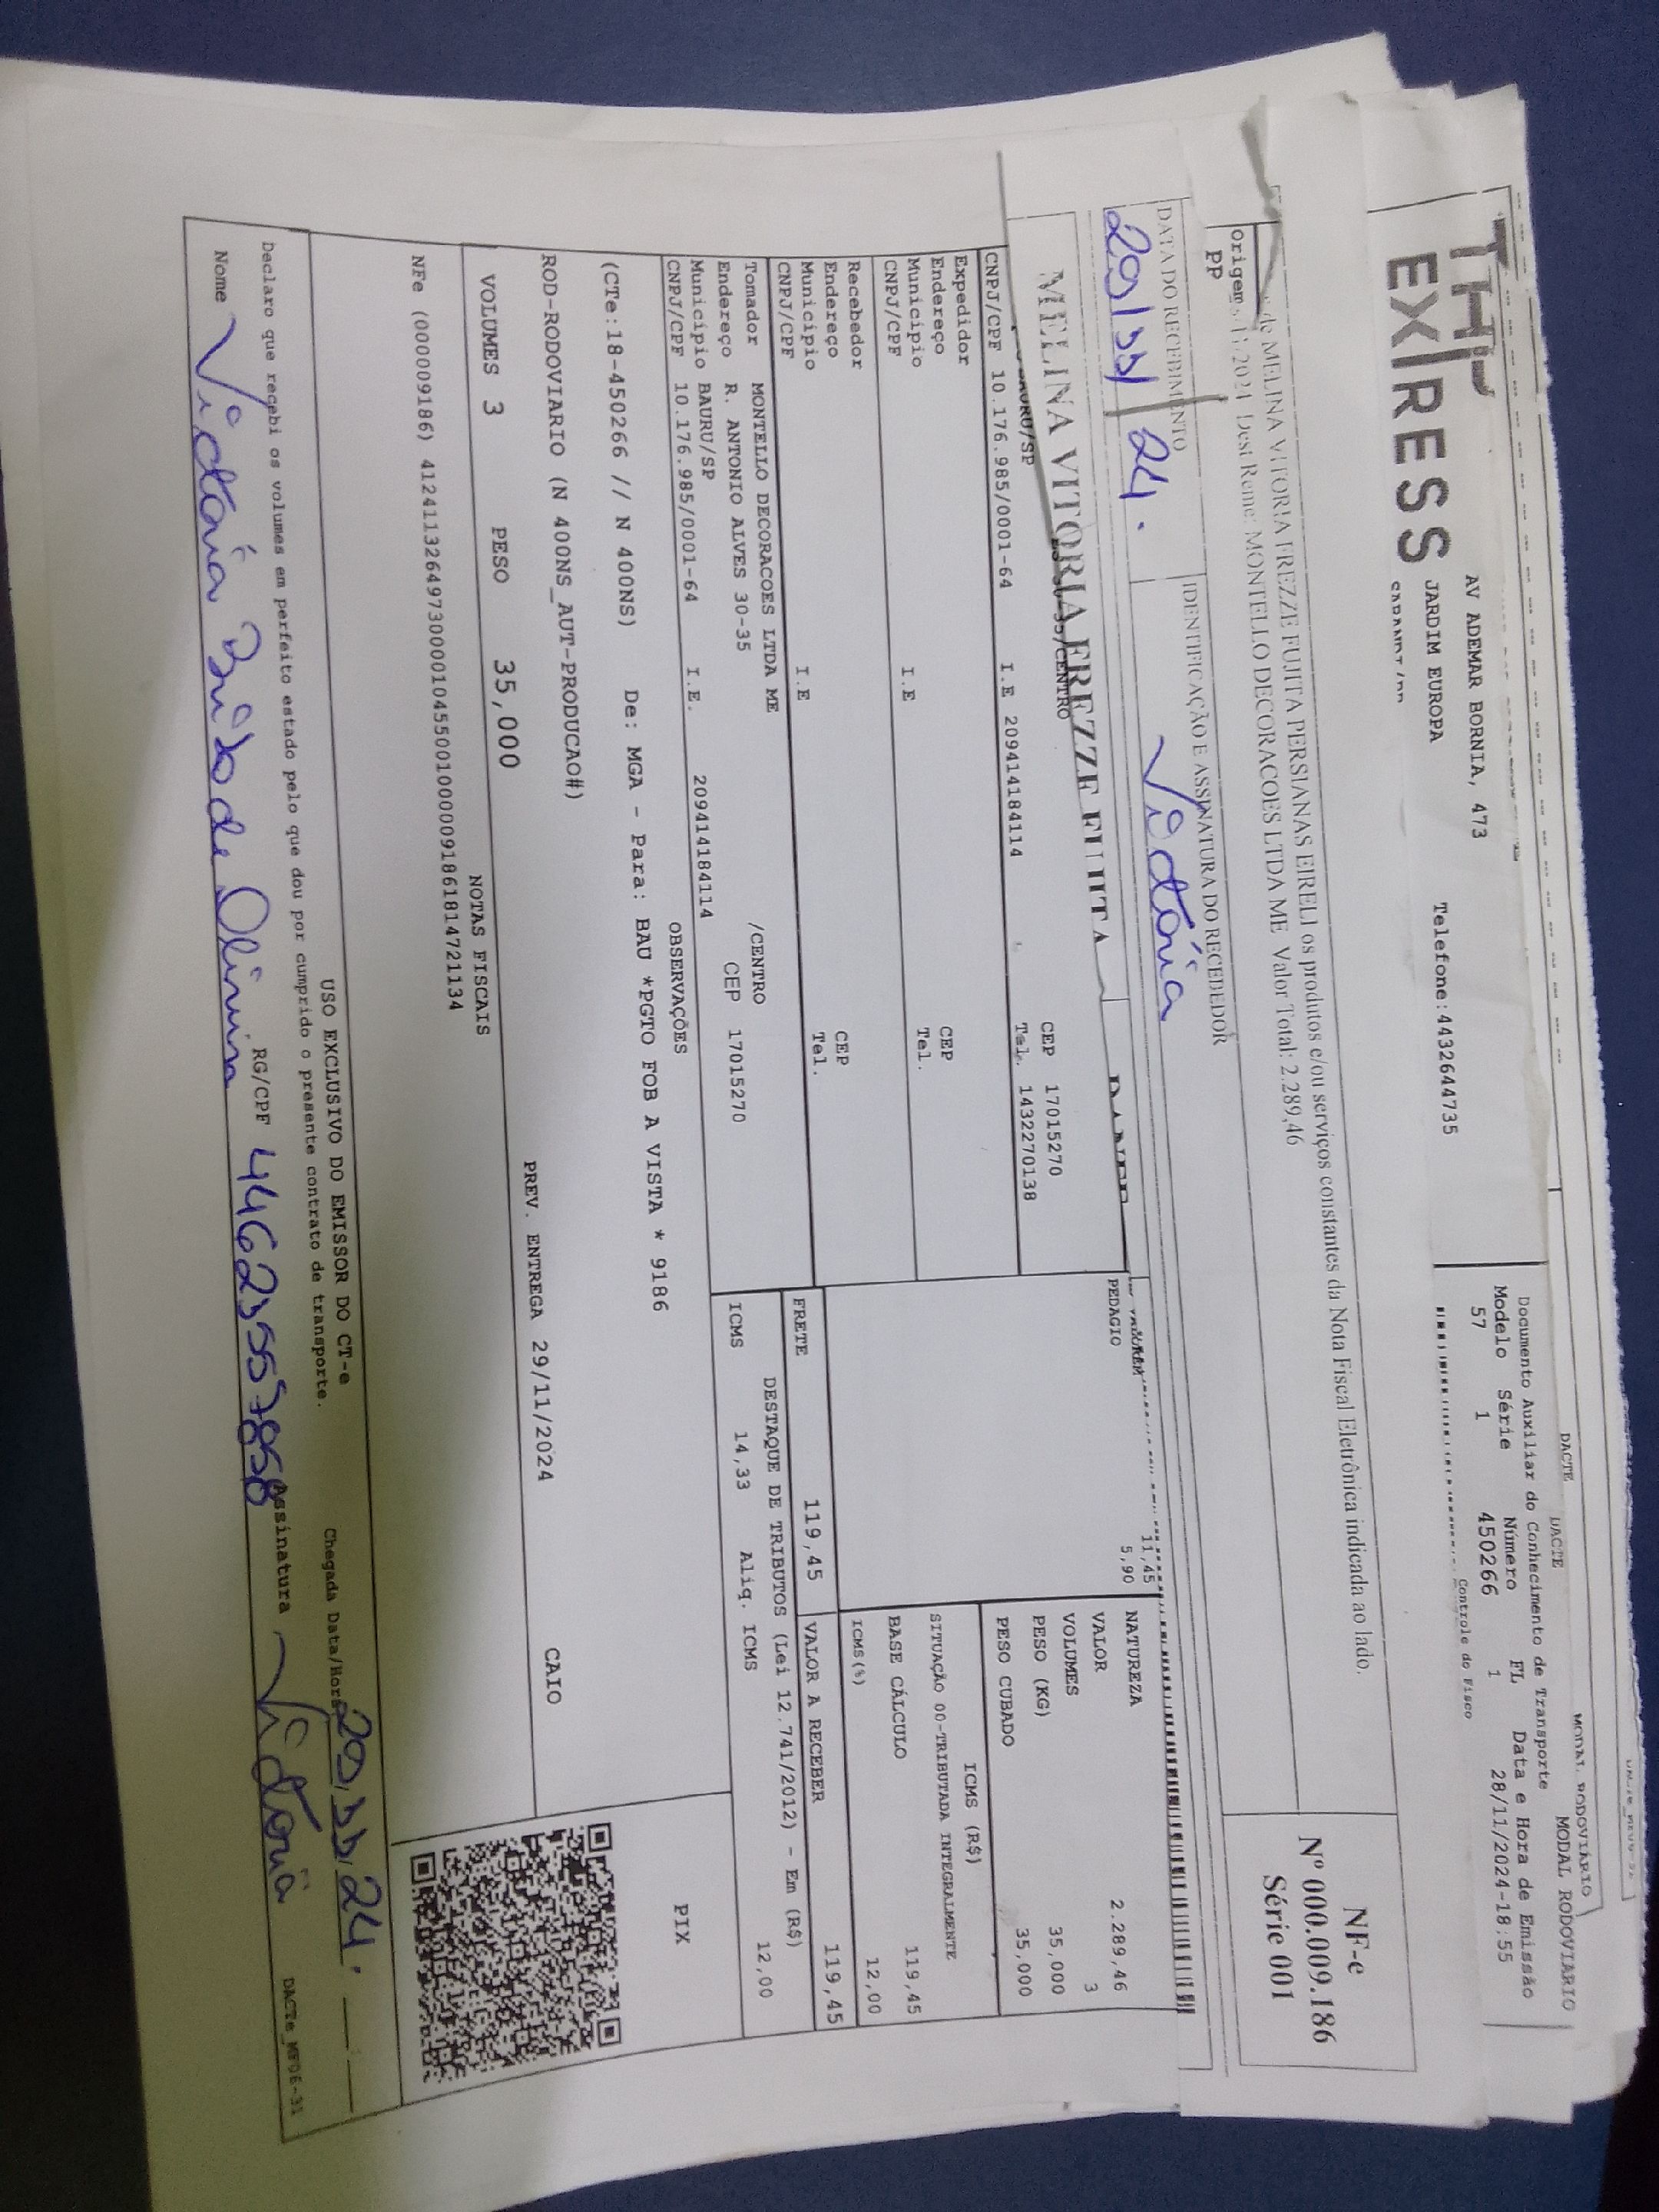 DACTE
MODAL RODOVIÁRIO
DACTE
MODAL RODOVIARIO
EXPRESS
AV ADEMAR BORNIA, 473
JARDIM EUROPA
Telefone:4432644735
Documento Auxiliar do Conhecimento de Transporte
Modelo Série Número FL Data e Hora de Emissão
57 1 450266 1 28/11/2024-18:55
Controle do Fisco
de MELINA VITORIA FREZZE FUJITA PERSIANAS EIRELI os produtos e/ou serviços constantes da Nota Fiscal Eletrônica indicada ao lado.
2024 Dest Reme: MONTELLO DECORACOES LTDA ME Valor Total: 2.289,46
NF-e
Nº 000.009.186
Série 001
Origem
PP
DATA DO RECEBIMENTO
IDENTIFICAÇÃO E ASSINATURA DO RECEBEDOR
Victória
MELINA VITORIA FREZZE FUJITA
BAURU/SP
CEP 17015270
CNPJ/CPF 10.176.985/0001-64 I.E 209414184114 Tel. 1432270138
Expedidor
Endereço CEP
Município Tel.
CNPJ/CPF I.E
Recebedor
Endereço CEP
Município Tel.
CNPJ/CPF I.E
Tomador MONTELLO DECORACOES LTDA ME
Endereço R. ANTONIO ALVES 30-35 /CENTRO
Município BAURU/SP CEP 17015270
CNPJ/CPF 10.176.985/0001-64 I.E. 209414184114
11,45
PEDAGIO 5,90
NATUREZA
VALOR 2.289,46
VOLUMES 3
PESO (KG) 35,000
PESO CUBADO 35,000
ICMS (R$)
SITUAÇÃO 00-TRIBUTADA INTEGRALMENTE
BASE CÁLCULO 119,45
ICMS(%) 12,00
FRETE 119,45 VALOR A RECEBER 119,45
DESTAQUE DE TRIBUTOS (Lei 12.741/2012) - Em (R$)
ICMS 14,33 Aliq. ICMS 12,00
OBSERVAÇÕES
(CTe:18-450266 // N 400NS) De: MGA - Para: BAU *PGTO FOB A VISTA * 9186
PIX
ROD-RODOVIARIO (N 400NS_AUT-PRODUCAO#)
PREV. ENTREGA 29/11/2024 CAIO
VOLUMES 3 PESO 35,000
NOTAS FISCAIS
NFe (000009186) 41241132649730000104550010000091861814721134
USO EXCLUSIVO DO EMISSOR DO CT-e
Declaro que recebi os volumes em perfeito estado pelo que dou por cumprido o presente contrato de transporte.
Chegada Data/Hora
Nome Victória RG/CPF Assinatura Victória